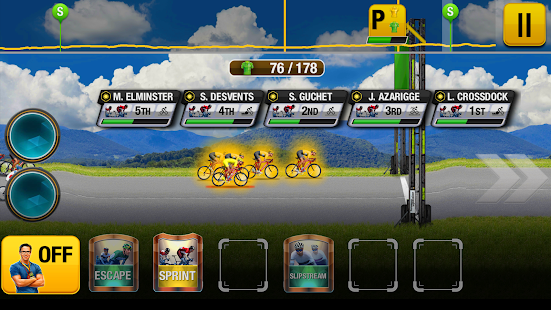 S
P
S
76 / 178
M. ELMINSTER
S. DESVENTS
S. GUCHET
J. AZARIGGE
L. CROSSDOCK
5TH
4TH
2ND
3RD
1ST
OFF
ESCAPE
SPRINT
SLIPSTREAM